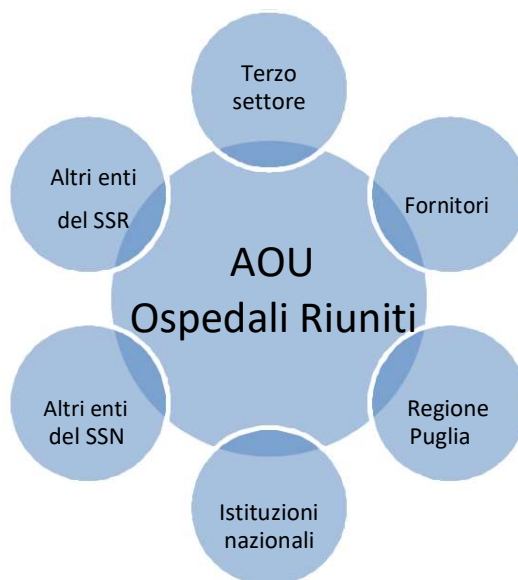 Terzo
settore
Altri enti
del SSR
Fornitori
AOU
Ospedali Riuniti
Altri enti
del SSN
Regione
Puglia
Istituzioni
nazionali